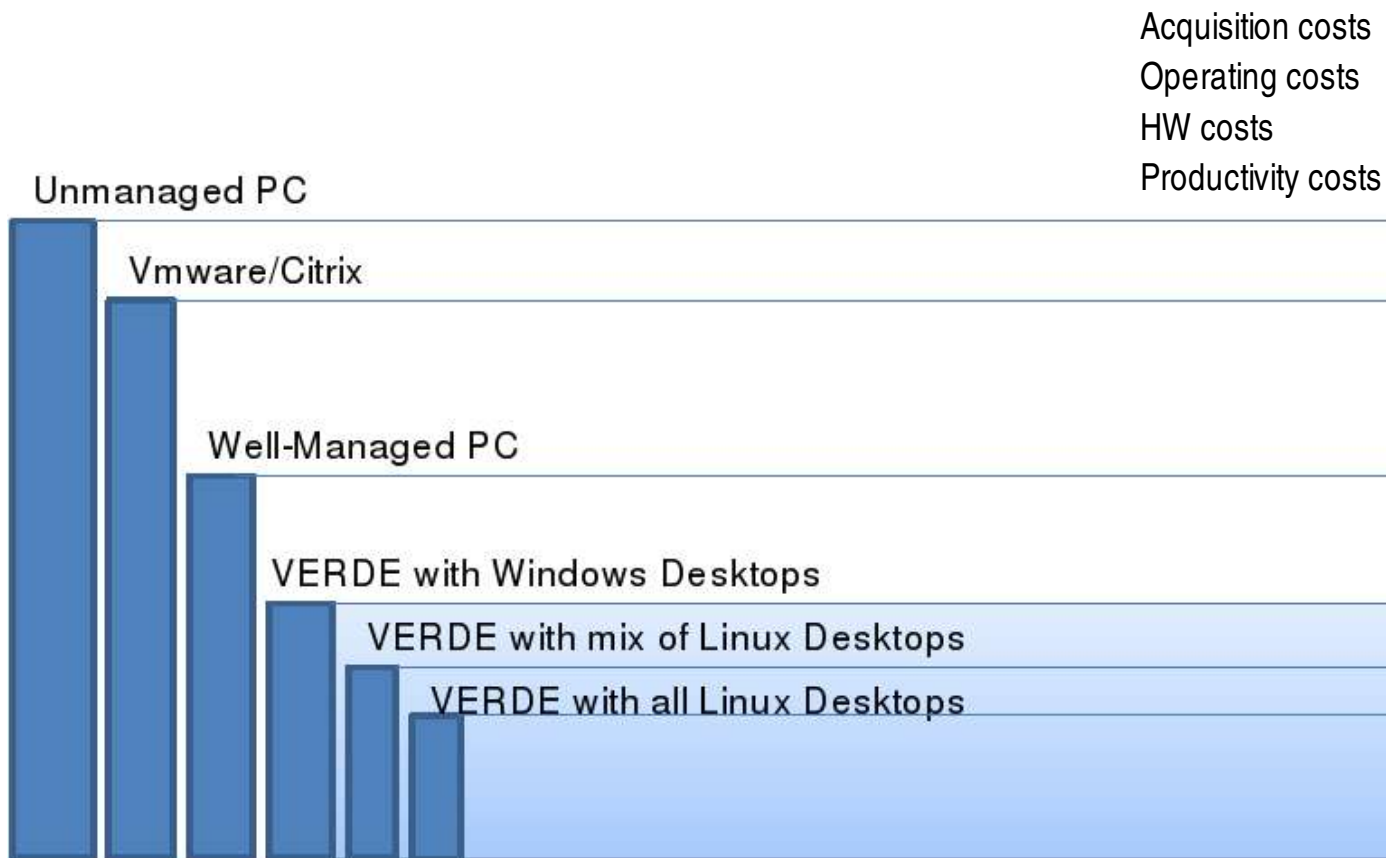 Acquisition costs
Operating costs
HW costs
Productivity costs
Unmanaged PC
Vmware/Citrix
Well-Managed PC
VERDE with Windows Desktops
VERDE with mix of Linux Desktops
VERDE with all Linux Desktops